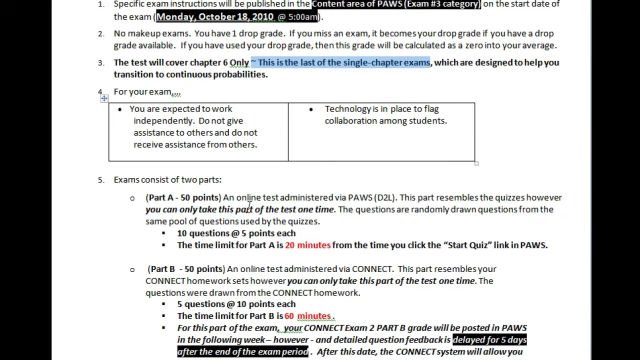 1. Specific exam instructions will be published in the Content area of PAWS (Exam #3 category) on the start date
of the exam (Monday, October 18, 2010 @ 5:00am)
2. No makeup exams. You have 1 drop grade. If you miss an exam, it becomes your drop grade if you have a drop
grade available. If you have used your drop grade, then this grade will be calculated as a zero into your average.
3. The test will cover chapter 6 Only ~ This is the last of the single-chapter exams, which are designed to help you
transition to continuous probabilities.
4. For your exam,,,,,
• You are expected to work
independently. Do not give
assistance to others and do not
receive assistance from others.
• Technology is in place to flag
collaboration among students.
5. Exams consist of two parts:
o (Part A - 50 points) An online test administered via PAWS (D2L). This part resembles the quizzes however
you can only take this part of the test one time. The questions are randomly drawn questions from the
same pool of questions used by the quizzes.
▪ 10 questions @ 5 points each
▪ The time limit for Part A is 20 minutes from the time you click the “Start Quiz” link in PAWS.
o (Part B - 50 points) An online test administered via CONNECT. This part resembles your
CONNECT homework sets however you can only take this part of the test one time. The
questions were drawn from the CONNECT homework.
▪ 5 questions @ 10 points each
▪ The time limit for Part B is 60 minutes .
▪ For this part of the exam, your CONNECT Exam 2 PART B grade will be posted in PAWS
in the following week – however – and detailed question feedback is delayed for 5 days
after the end of the exam period. After this date, the CONNECT system will allow you